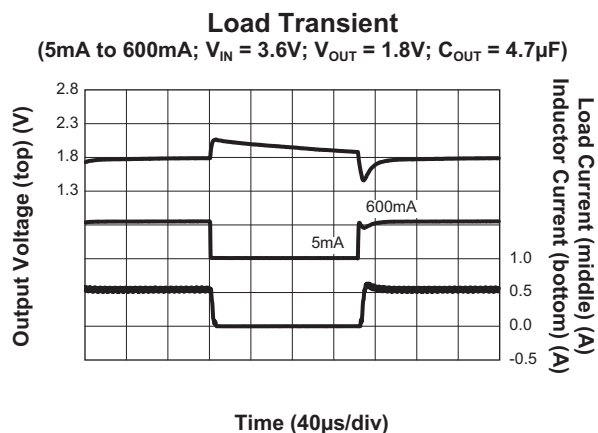 Load Transient
(5mA to 600mA; VIN = 3.6V; VOUT = 1.8V; COUT = 4.7µF)
Output Voltage (top) (V)
2.8
2.3
1.8
1.3
600mA
5mA
1.0
0.5
0.0
-0.5
Load Current (middle) (A)
Inductor Current (bottom) (A)
Time (40µs/div)